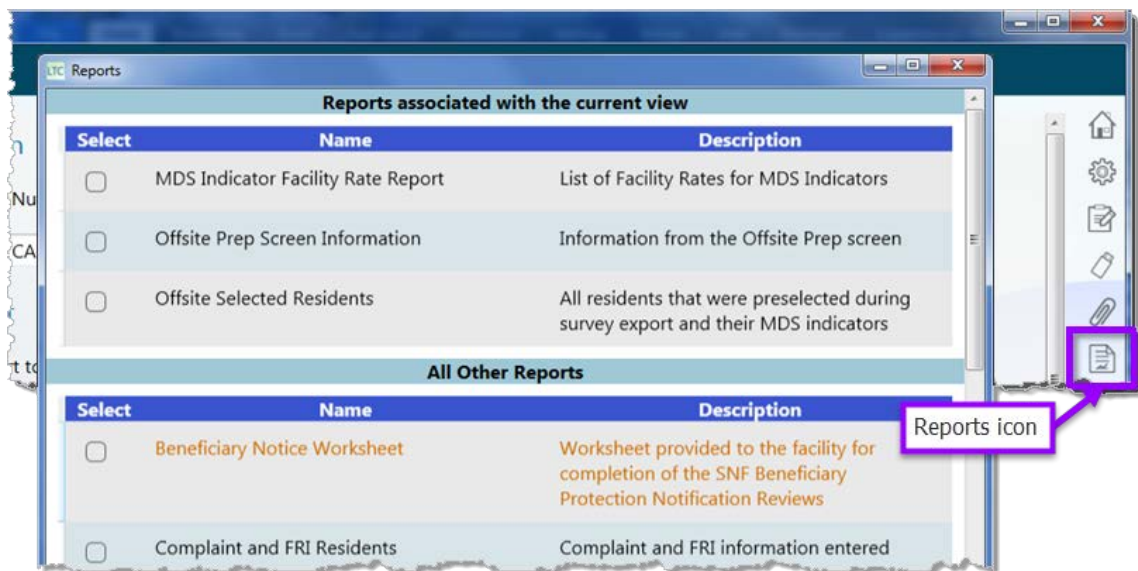 LTC Reports
Reports associated with the current view
Select Name Description
MDS Indicator Facility Rate Report List of Facility Rates for MDS Indicators
Offsite Prep Screen Information Information from the Offsite Prep screen
Offsite Selected Residents All residents that were preselected during
survey export and their MDS indicators
All Other Reports
Select Name Description
Beneficiary Notice Worksheet Worksheet provided to the facility for
completion of the SNF Beneficiary
Protection Notification Reviews
Complaint and FRI Residents Complaint and FRI information entered
n
Nu
CA
t to
Reports icon